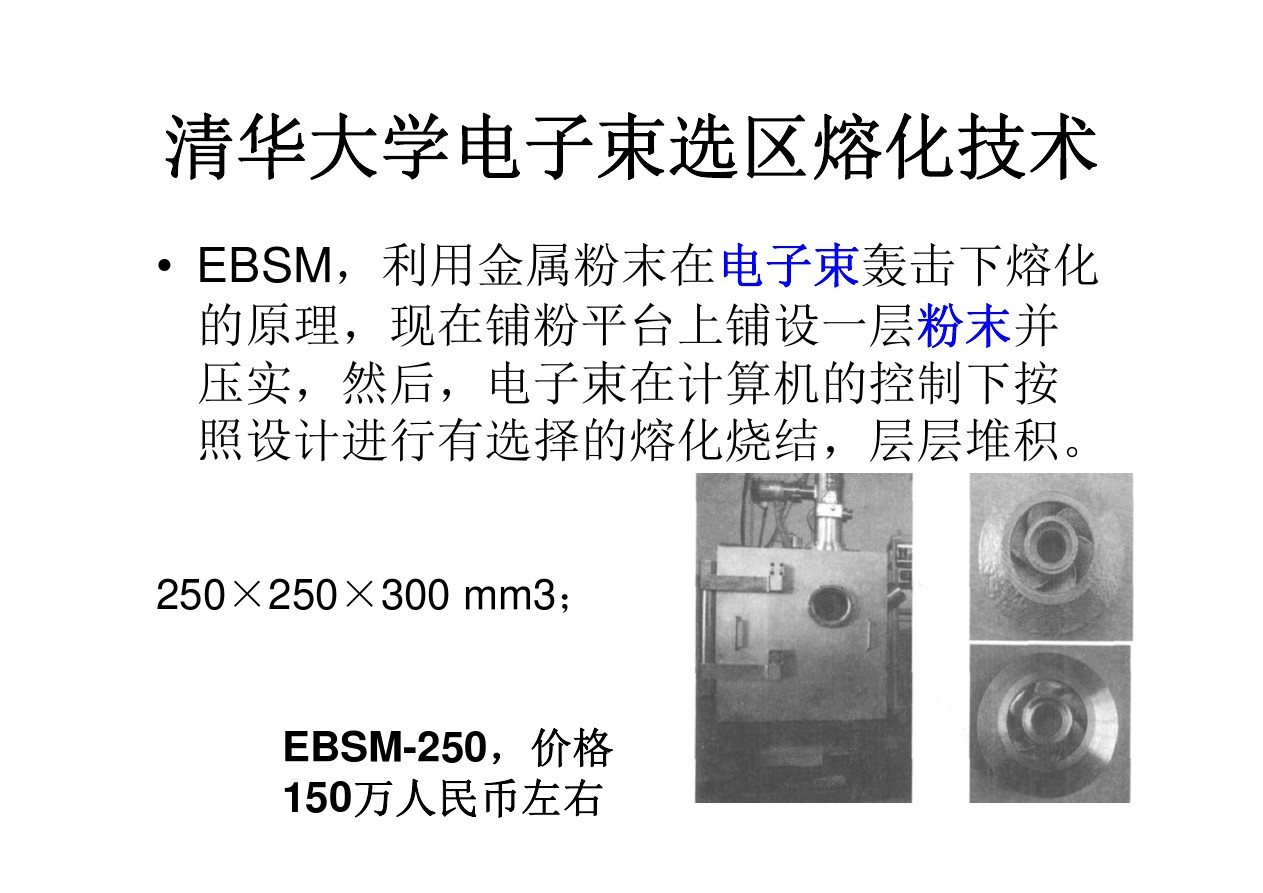 清华大学电子束选区熔化技术
• EBSM，利用金属粉末在电子束轰击下熔化
的原理，现在铺粉平台上铺设一层粉末并
压实，然后，电子束在计算机的控制下按
照设计进行有选择的熔化烧结，层层堆积。
250×250×300 mm3；
EBSM-250，价格
150万人民币左右